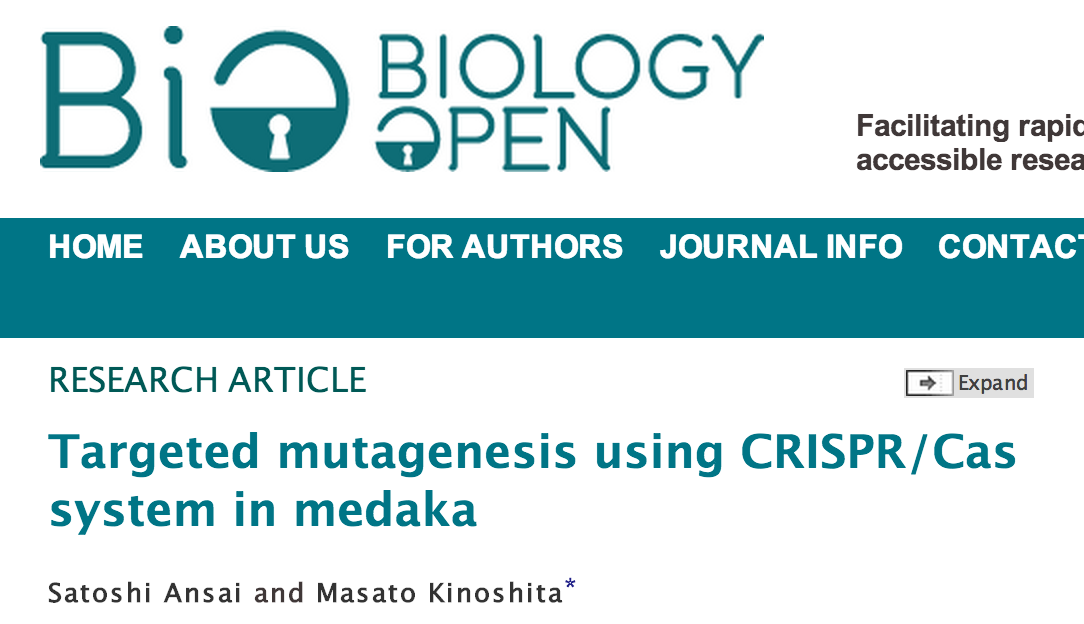 BiO BIOLOGY
OPEN
Facilitating rapid
accessible resea
HOME ABOUT US FOR AUTHORS JOURNAL INFO CONTACT
RESEARCH ARTICLE
Expand
Targeted mutagenesis using CRISPR/Cas
system in medaka
Satoshi Ansai and Masato Kinoshita*